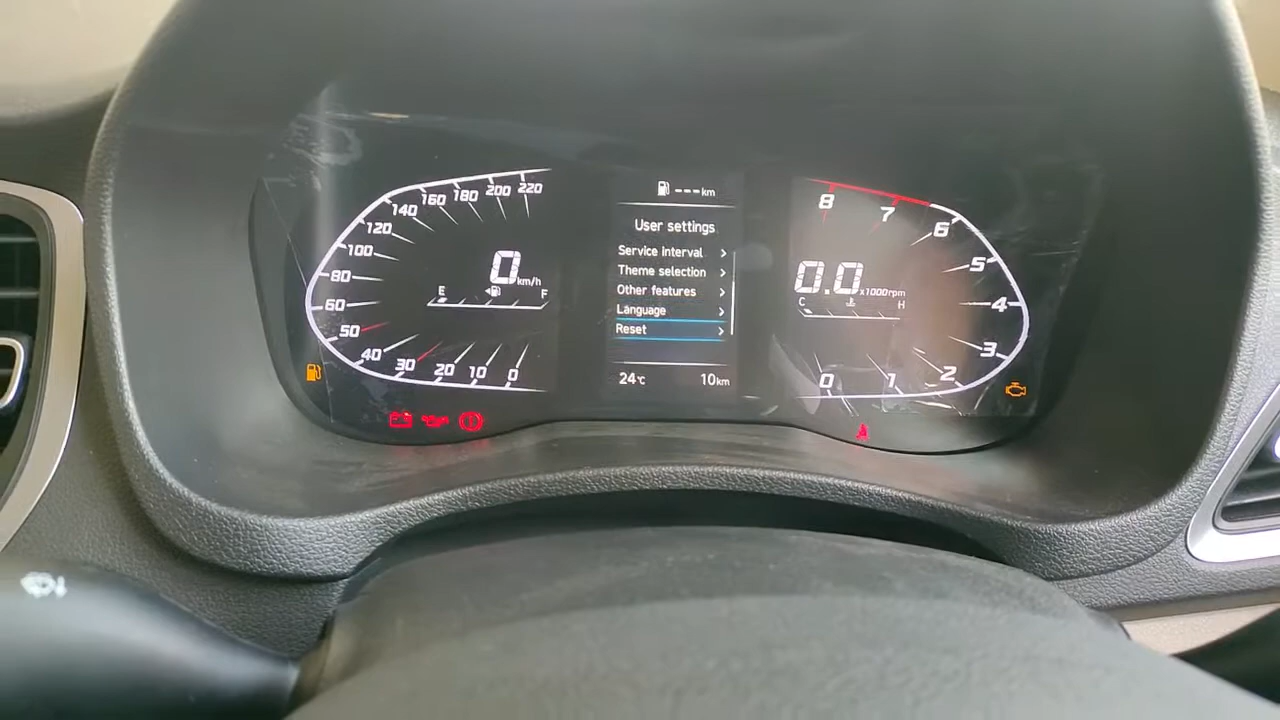 220
200
180
160
140
120
100
80
60
50
40
30
20
10
0
0 km/h
E
F
--- km
User settings
Service interval
Theme selection
Other features
Language
Reset
24°C
10 km
8
7
6
5
4
3
2
1
0
0.0 x1000rpm
C
H